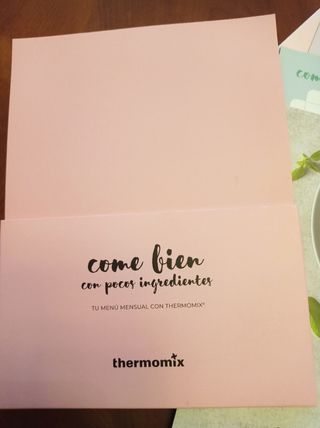 come bien
con pocos ingredientes
TU MENÚ MENSUAL CON THERMOMIX®
thermomix